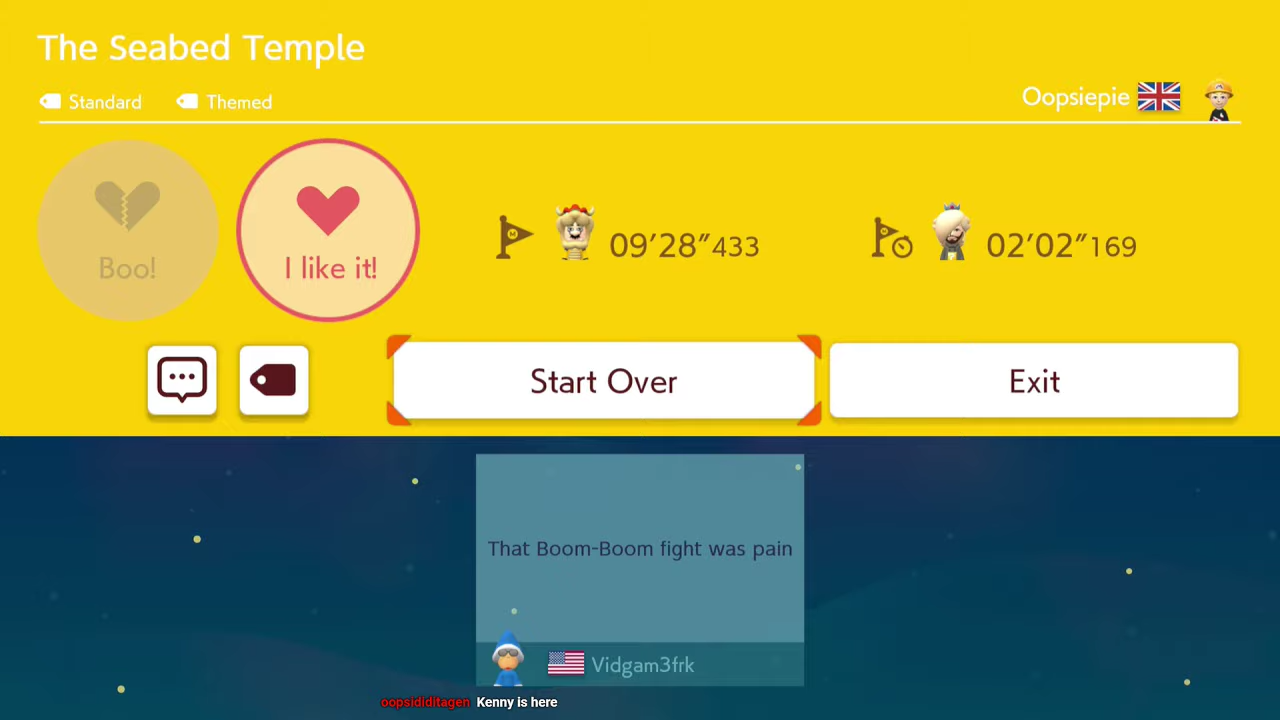 The Seabed Temple
Standard Themed
Oopsiepie
Boo!
I like it!
09'28"433
02'02"169
Start Over
Exit
That Boom-Boom fight was pain
Vidgam3frk
oopsididitagen Kenny is here